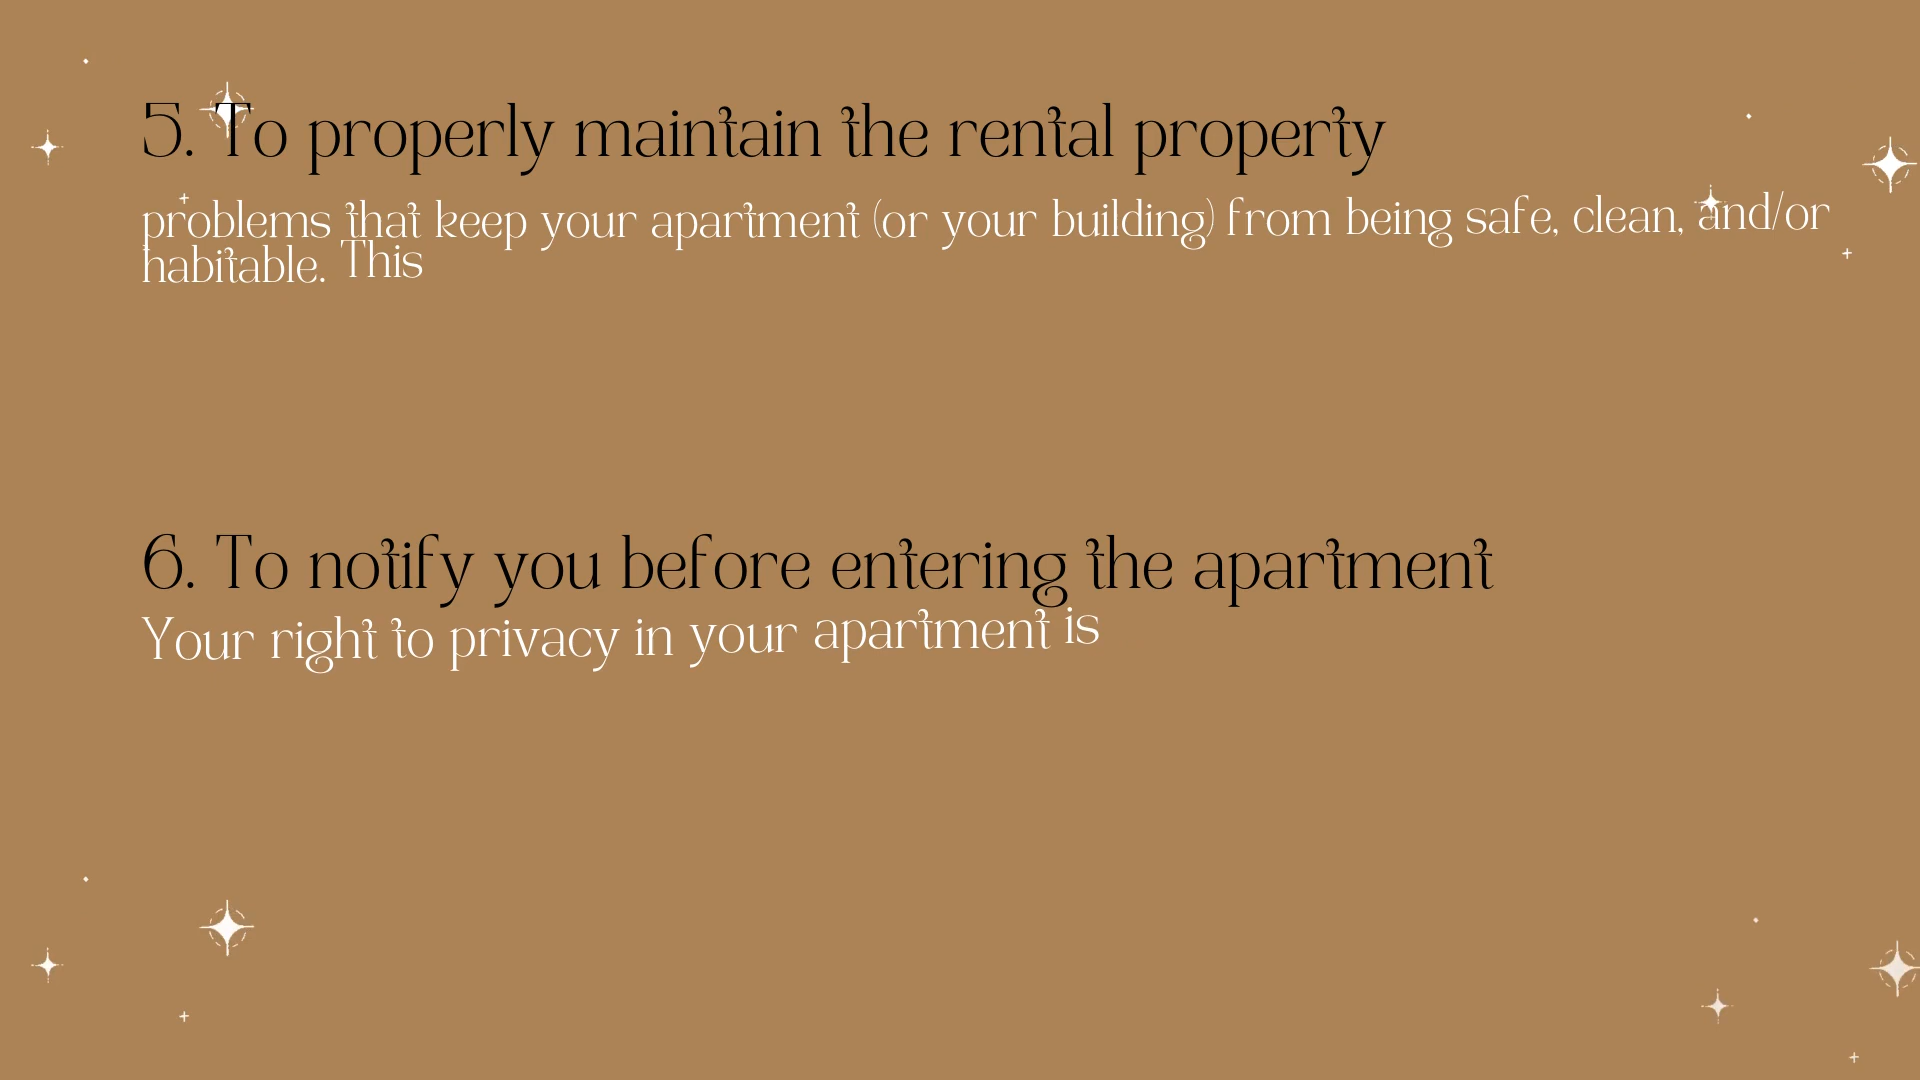 5. To properly maintain the rental property
problems that keep your apartment (or your building) from being safe, clean, and/or
habitable. This
6. To notify you before entering the apartment
Your right to privacy in your apartment is